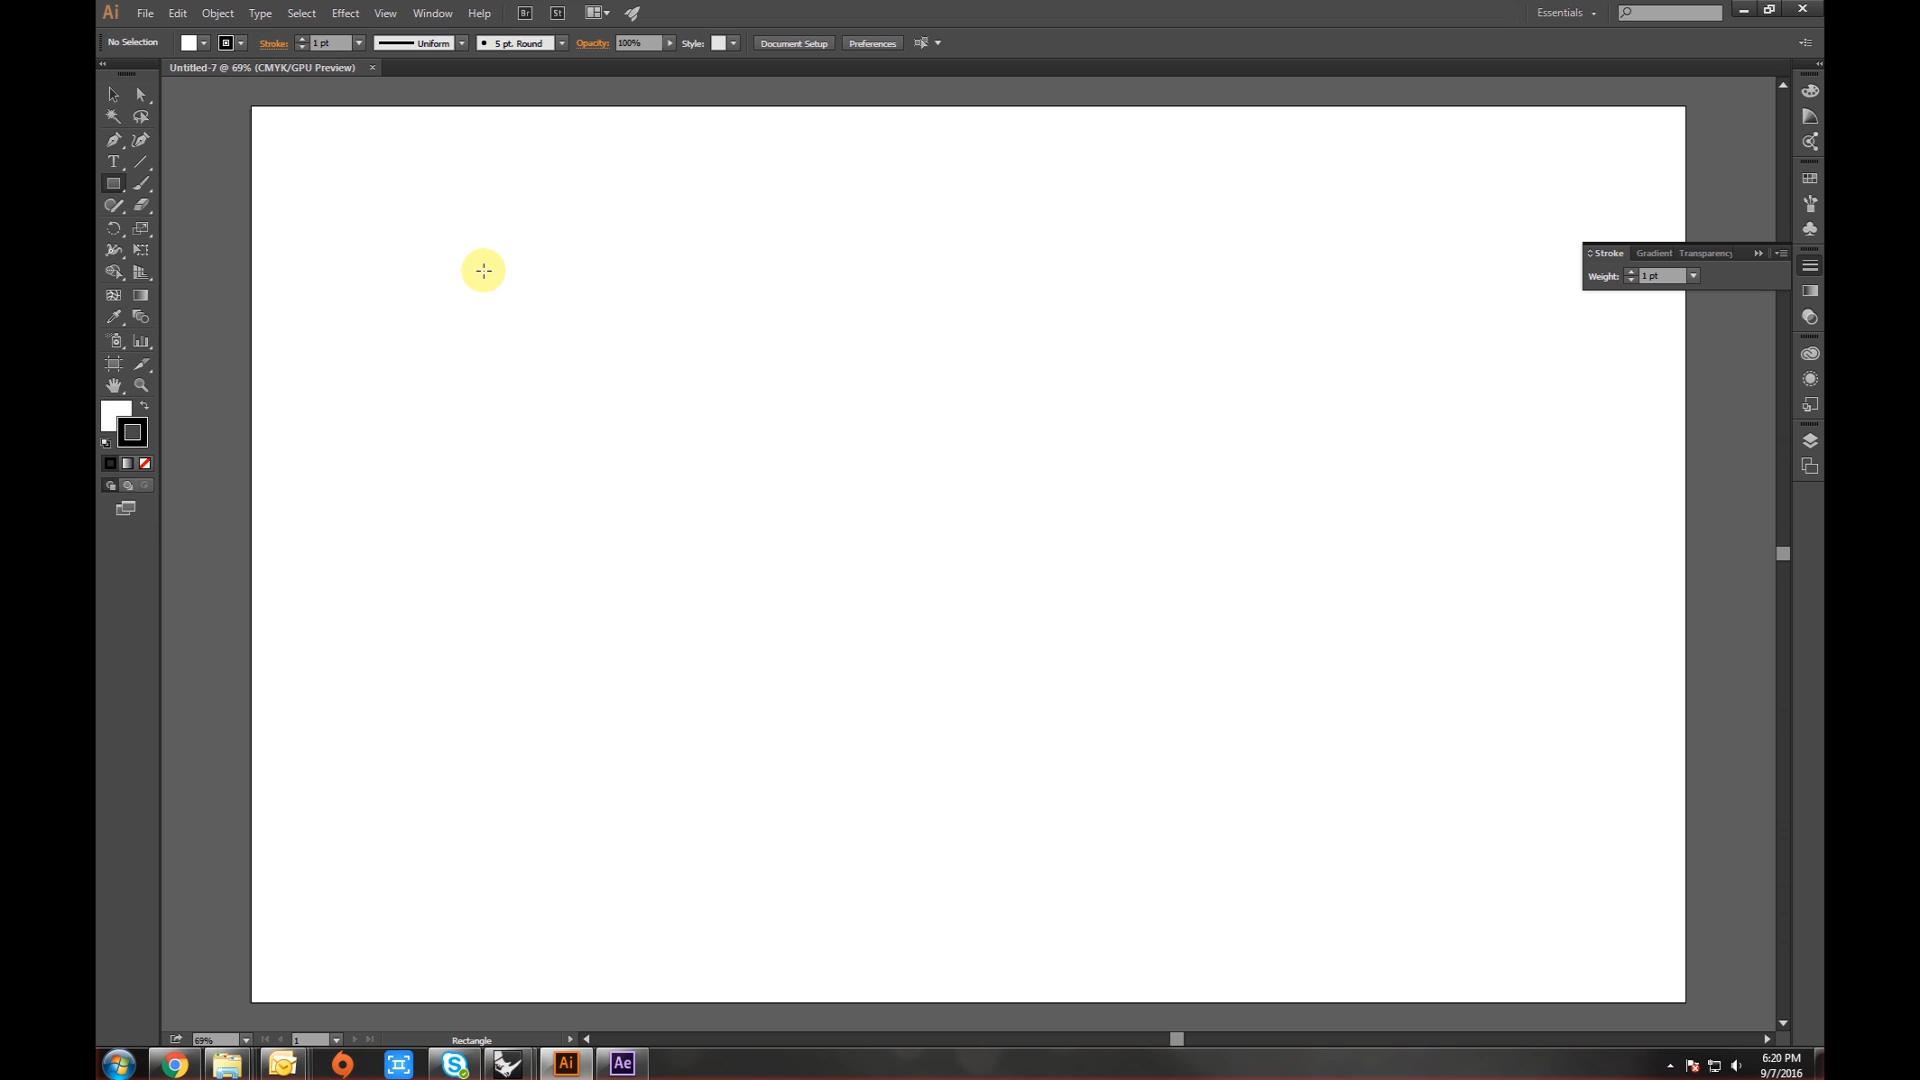 Ai File Edit Object Type Select Effect View Window Help Br St Essentials
No Selection Stroke: 1 pt Uniform 5 pt. Round Opacity: 100% Style: Document Setup Preferences
Untitled-7 @ 69% (CMYK/GPU Preview) ×
T
Stroke Gradient Transparency
Weight: 1 pt
69% 1 Rectangle
Ai Ae
6:20 PM
9/7/2016